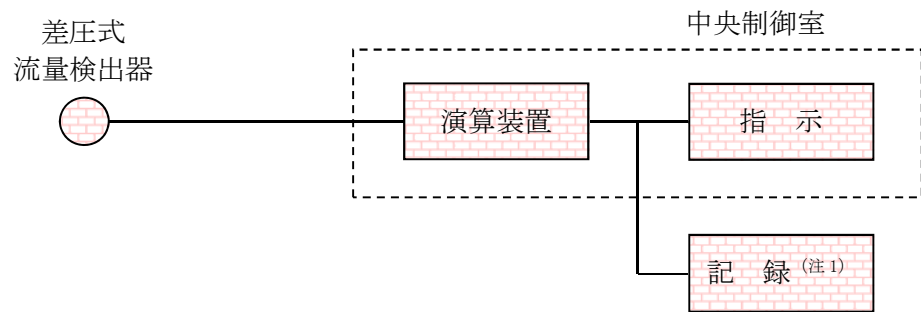 中央制御室
差圧式
流量検出器
演算装置
指 示
記 録 (注1)